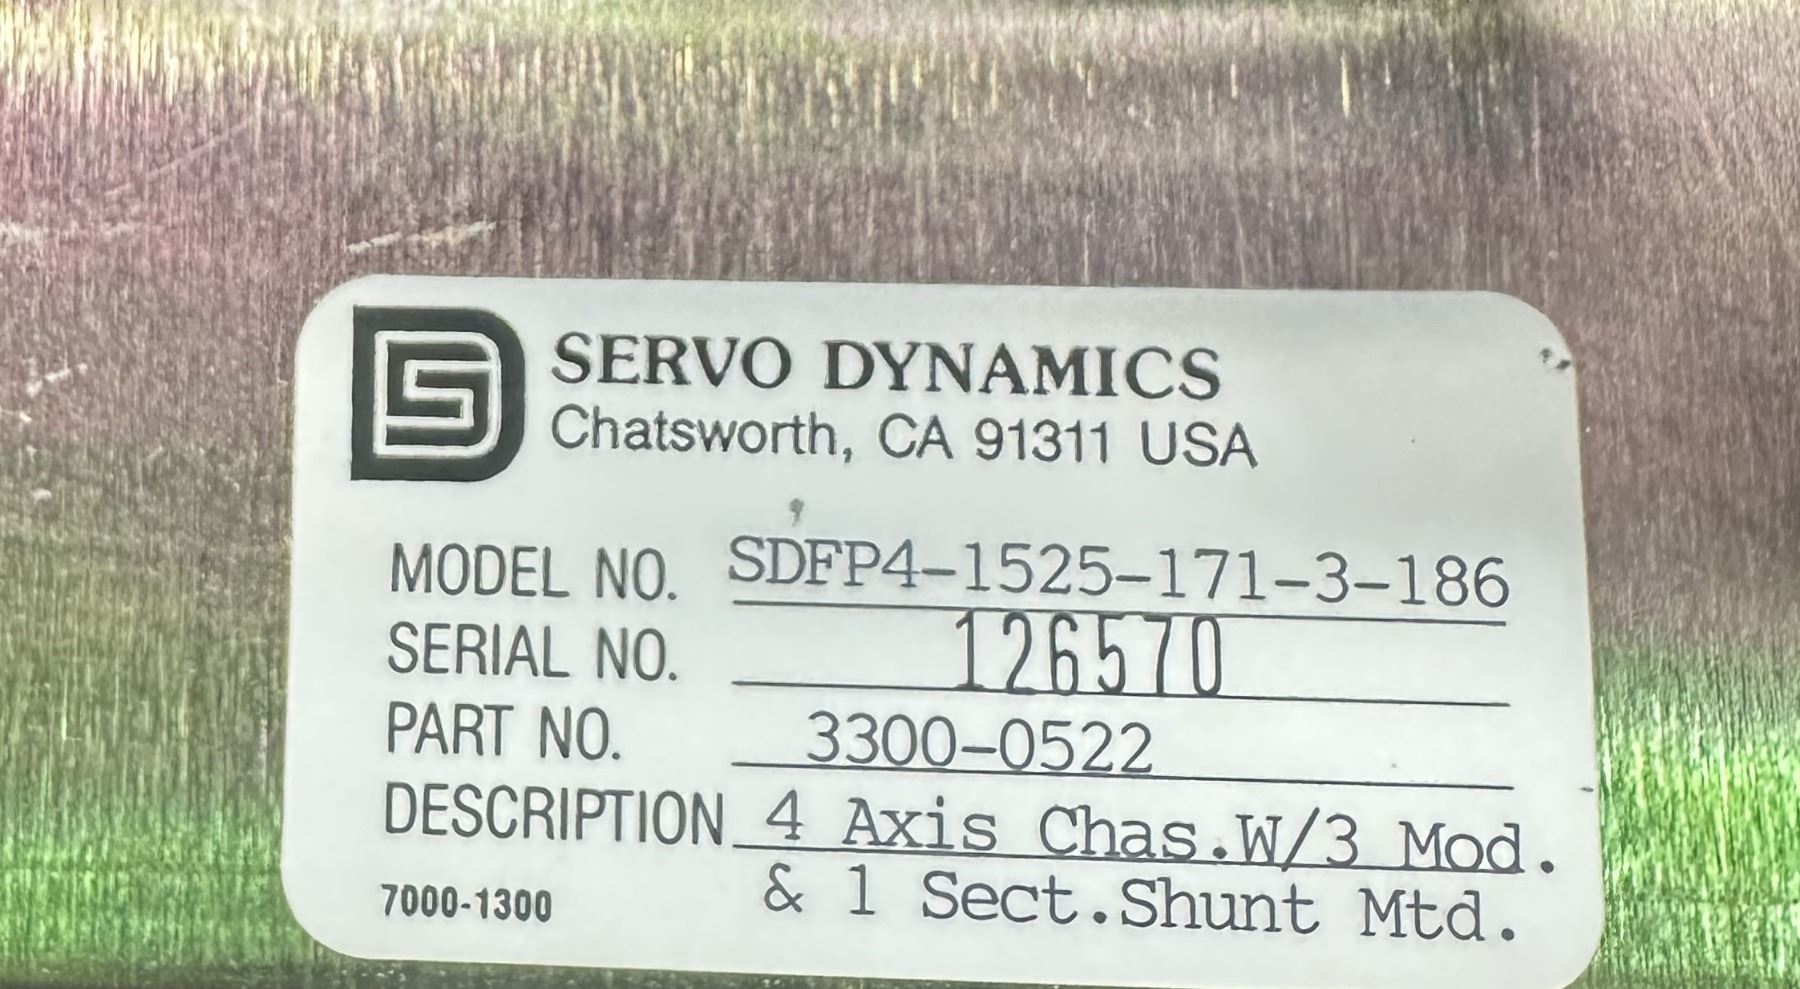 SERVO DYNAMICS
Chatsworth, CA 91311 USA
MODEL NO. SDFP4-1525-171-3-186
SERIAL NO. 126570
PART NO. 3300-0522
DESCRIPTION 4 Axis Chas.W/3 Mod.
& 1 Sect.Shunt Mtd.
7000-1300